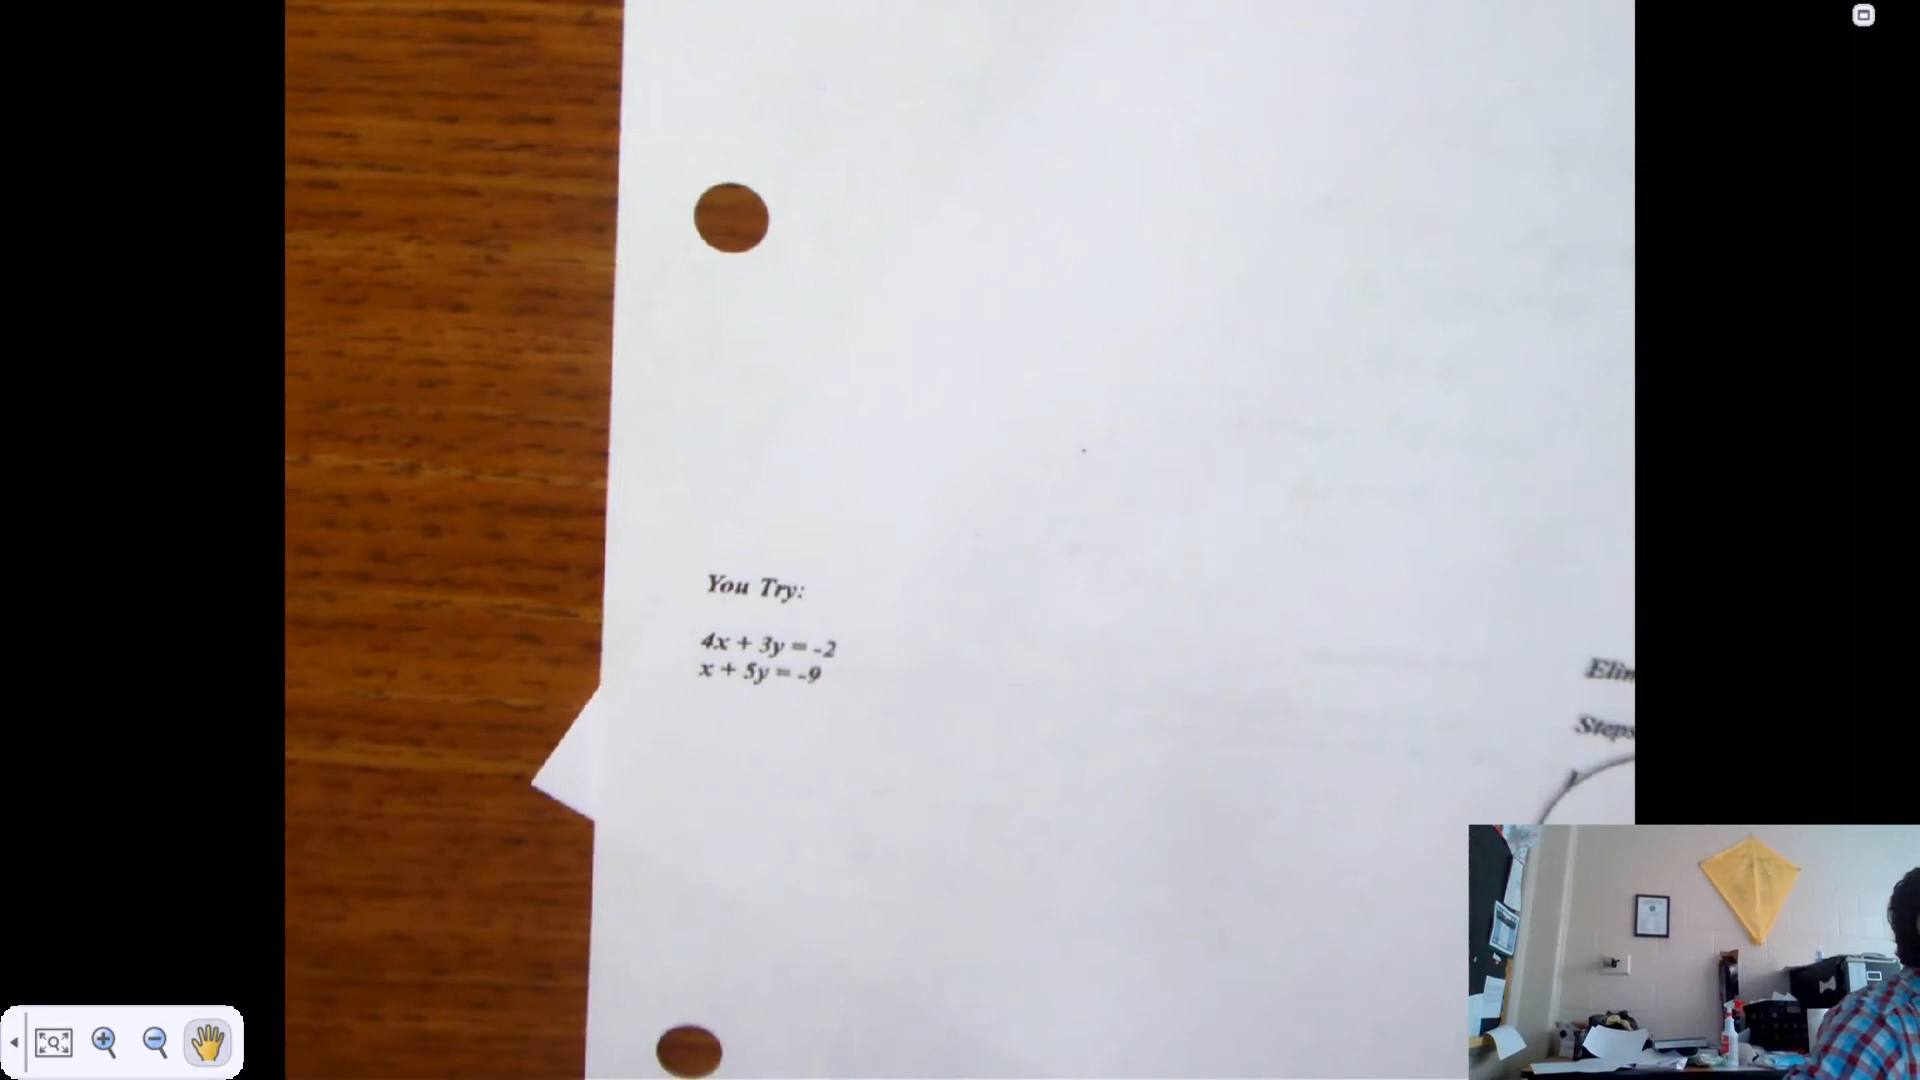 You Try:
4x + 3y = -2
x + 5y = -9